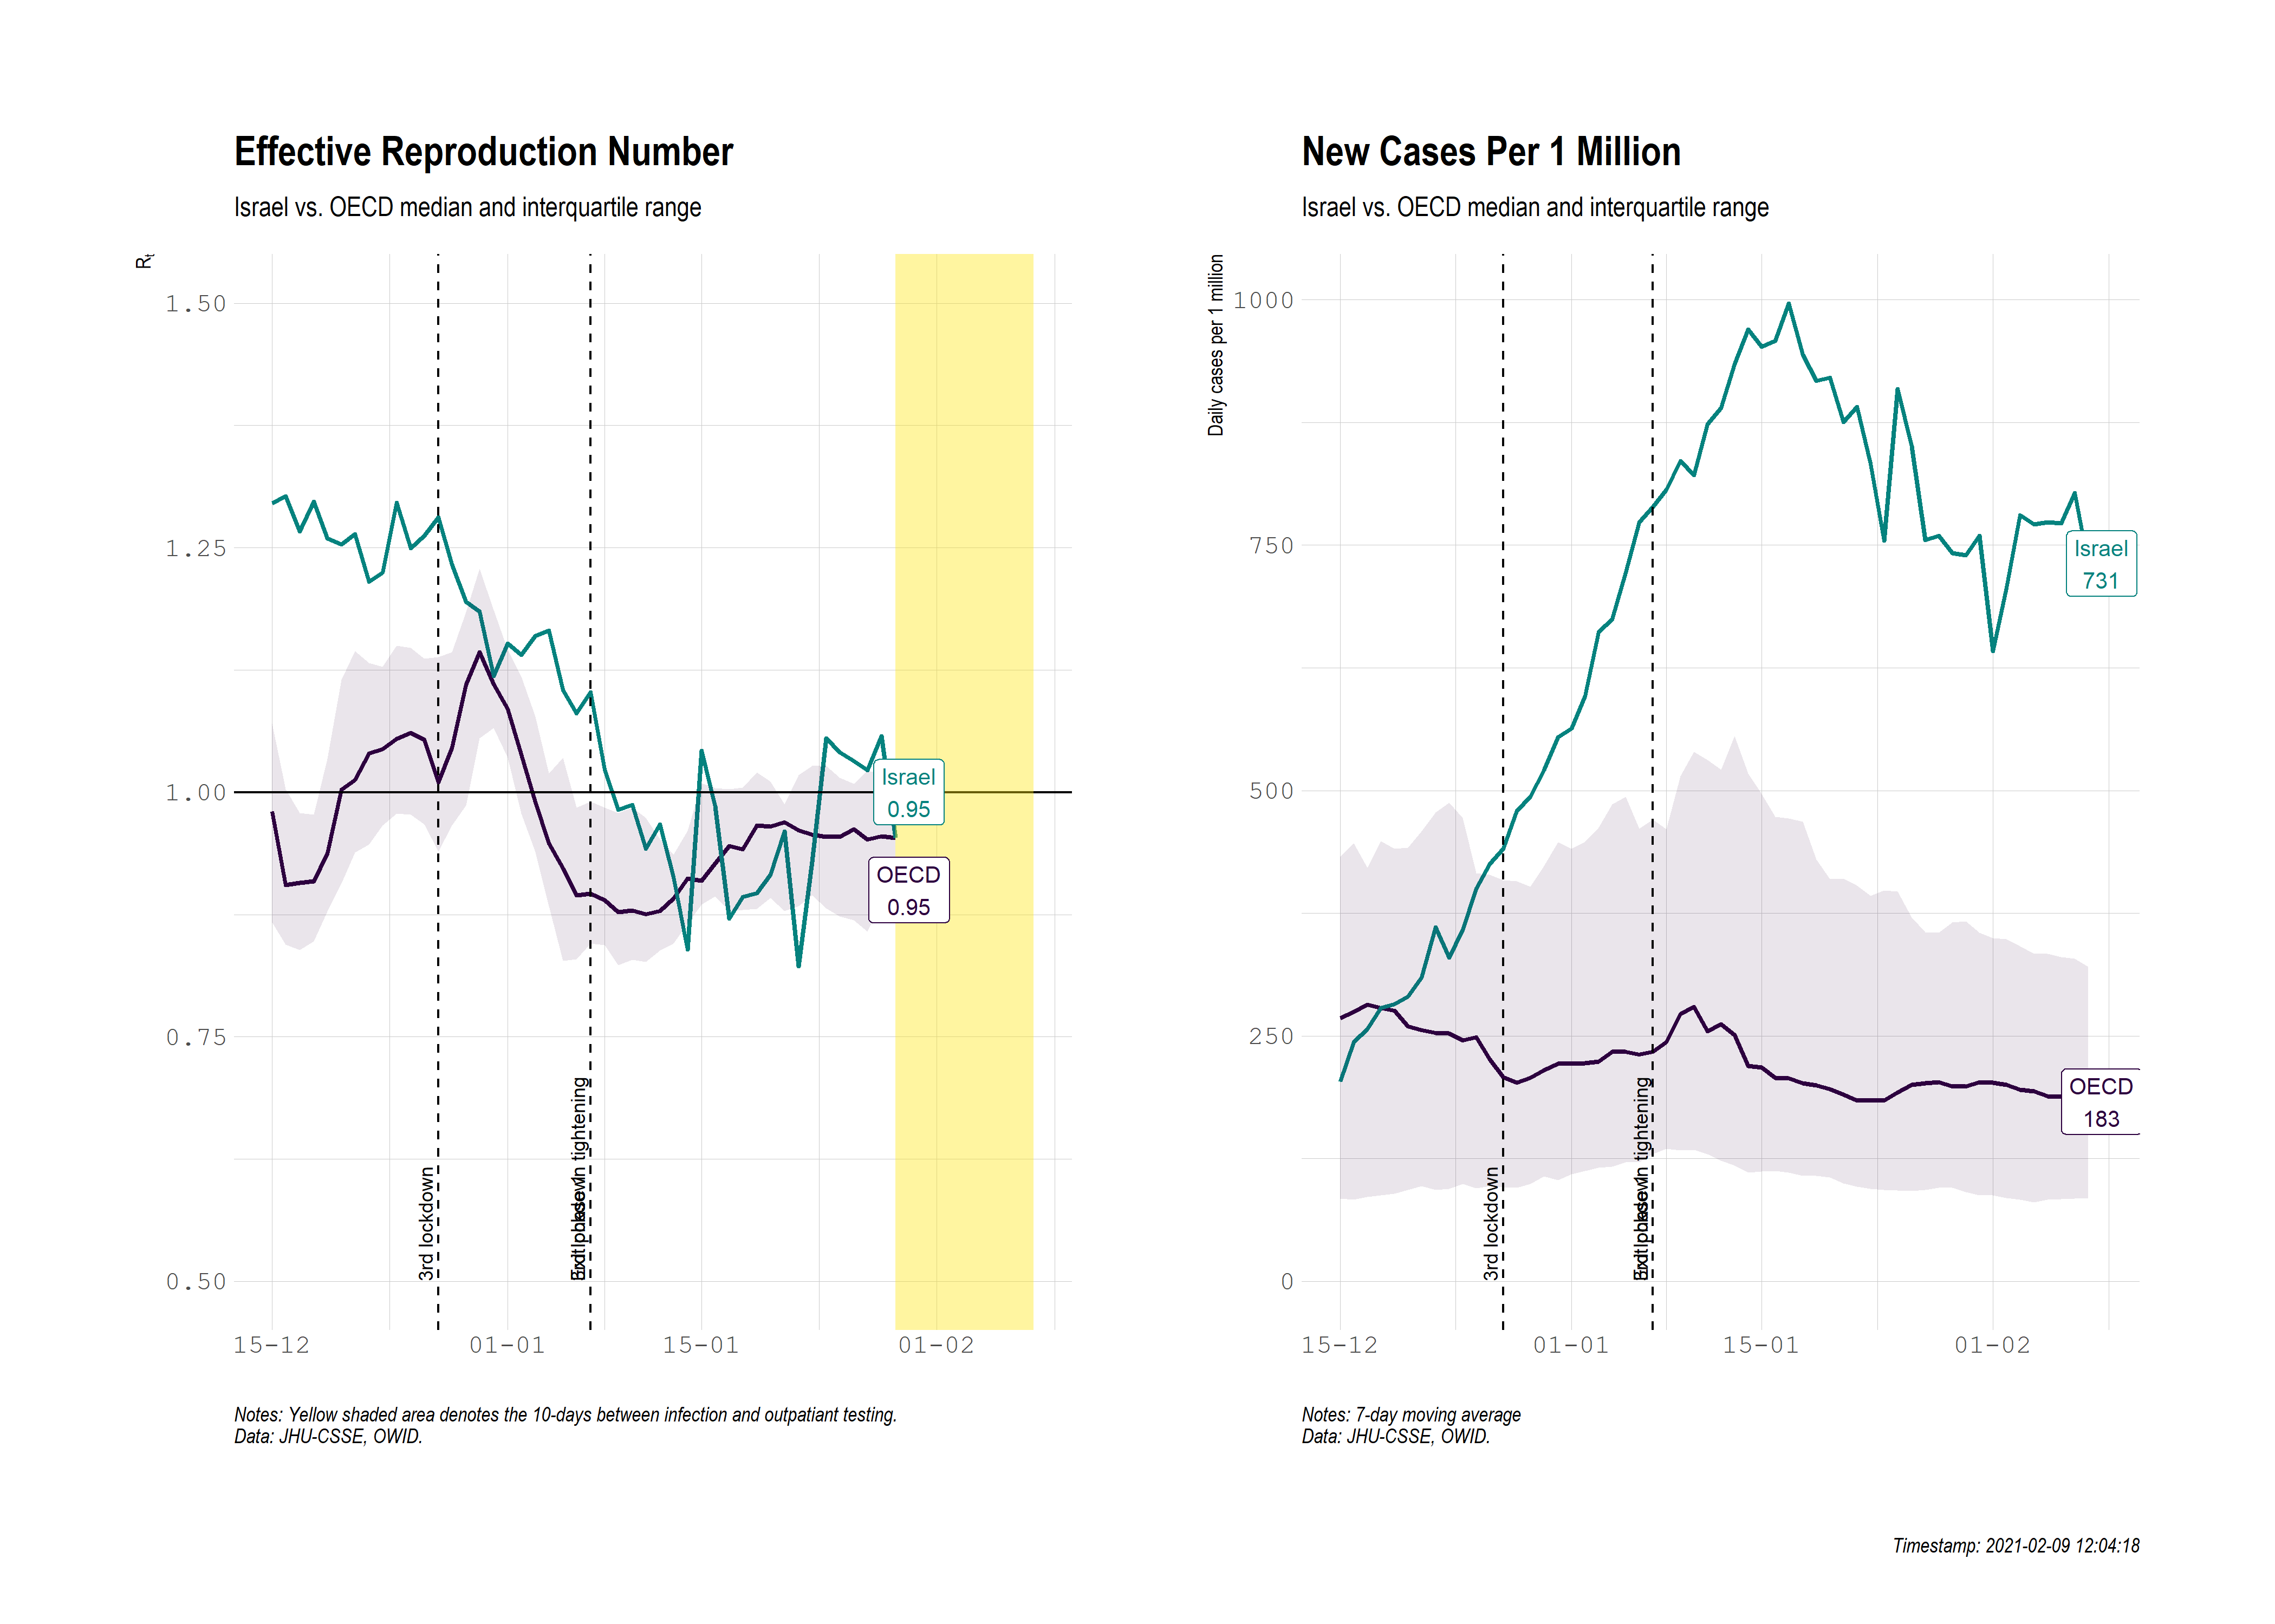 Effective Reproduction Number
Israel vs. OECD median and interquartile range
Rt
1.50
1.25
1.00
0.75
0.50
Israel
0.95
OECD
0.95
3rd lockdown
tightening
15-12
01-01
15-01
01-02
Notes: Yellow shaded area denotes the 10-days between infection and outpatiant testing.
Data: JHU-CSSE, OWID.
New Cases Per 1 Million
Israel vs. OECD median and interquartile range
Daily cases per 1 million
1000
750
500
250
0
Israel
731
OECD
183
3rd lockdown
tightening
15-12
01-01
15-01
01-02
Notes: 7-day moving average
Data: JHU-CSSE, OWID.
Timestamp: 2021-02-09 12:04:18